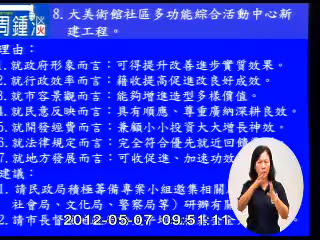 周鍾㴴
8.大美術館社區多功能綜合活動中心新
建工程。
理由：
1.就政府形象而言：可得提升改善進步實質效果。
2.就行政效率而言：藉收提高促進改良好成效。
3.就市容景觀而言：能夠增進造型多樣價值。
4.就民意反映而言：具有順應、尊重廣納深耕良效。
5.就開發經費而言：兼顧小小投資大大增長神效。
6.就法律規定而言：完全符合優先就近回饋
7.就地方發展而言：可收促進、加速功效
建議：
1.請民政局積極籌備專案小組邀集相關
社會局、文化局、警察局等）研辦有關
2.請市長督
2012-05-07 09:51:11